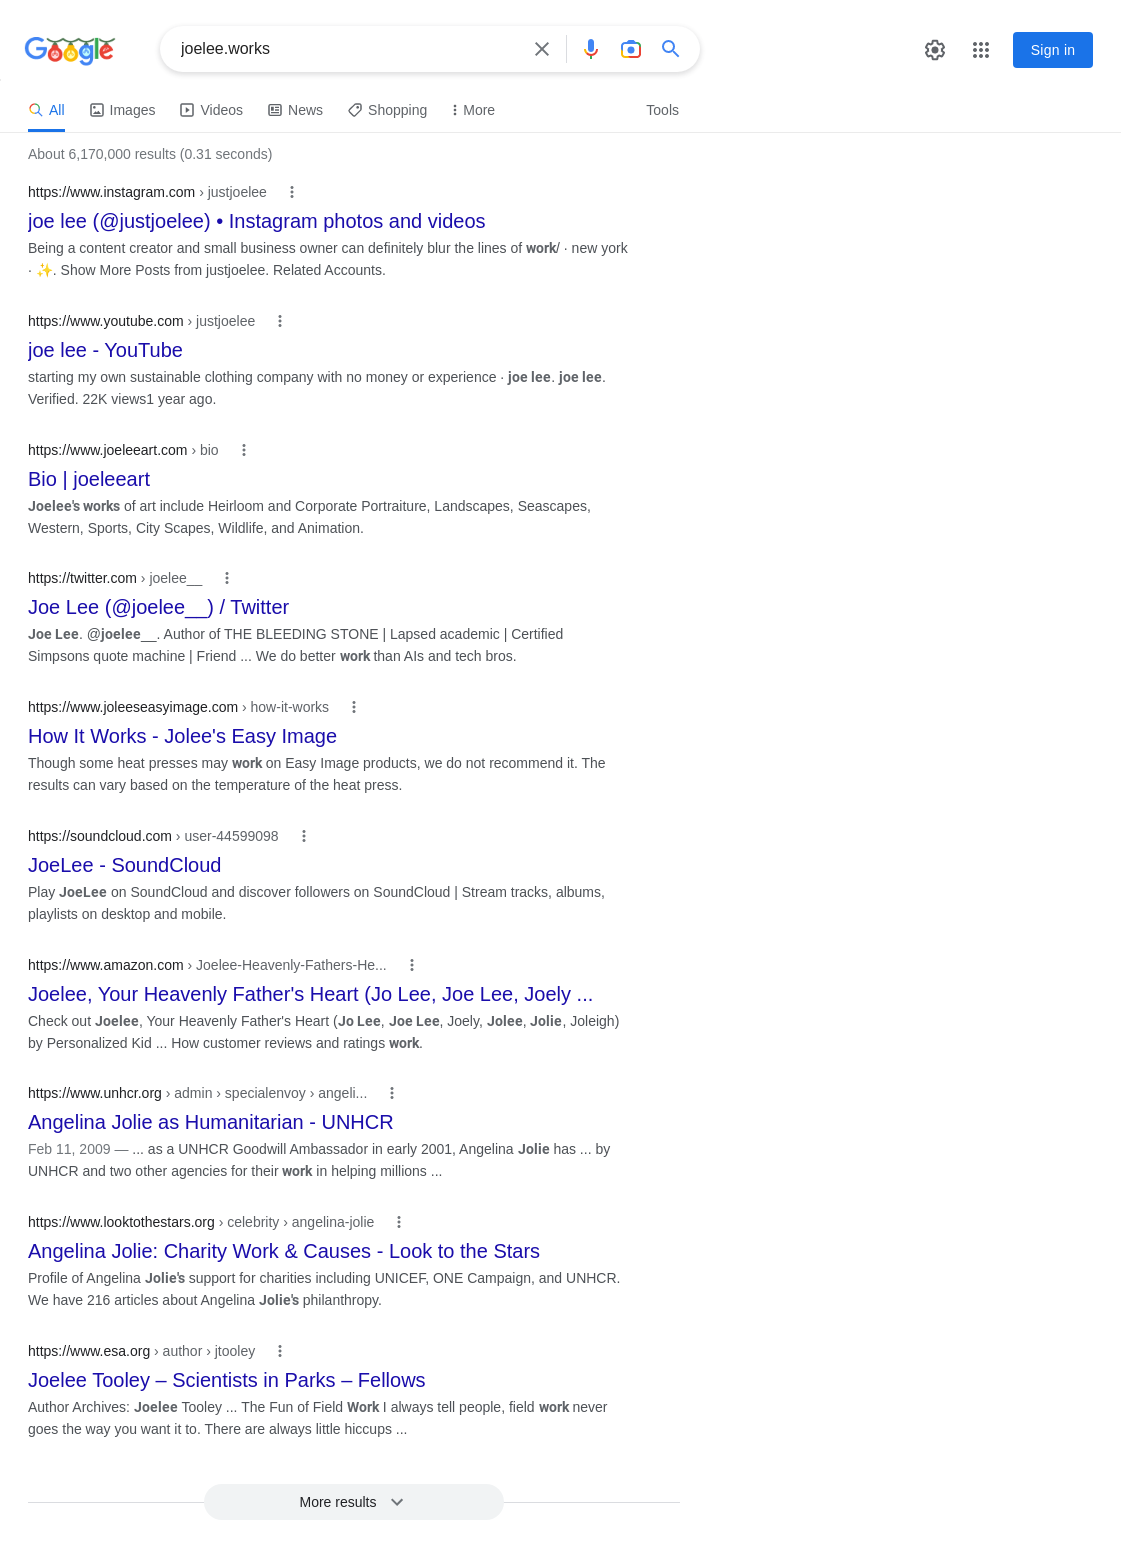 Google
joelee.works
Sign in
All Images Videos News Shopping More Tools
About 6,170,000 results (0.31 seconds)
https://www.instagram.com › justjoelee
joe lee (@justjoelee) • Instagram photos and videos
Being a content creator and small business owner can definitely blur the lines of work/ · new york
· ✨. Show More Posts from justjoelee. Related Accounts.
https://www.youtube.com › justjoelee
joe lee - YouTube
starting my own sustainable clothing company with no money or experience · joe lee. joe lee.
Verified. 22K views1 year ago.
https://www.joeleeart.com › bio
Bio | joeleeart
Joelee's works of art include Heirloom and Corporate Portraiture, Landscapes, Seascapes,
Western, Sports, City Scapes, Wildlife, and Animation.
https://twitter.com › joelee__
Joe Lee (@joelee__) / Twitter
Joe Lee. @joelee__. Author of THE BLEEDING STONE | Lapsed academic | Certified
Simpsons quote machine | Friend ... We do better work than AIs and tech bros.
https://www.joleeseasyimage.com › how-it-works
How It Works - Jolee's Easy Image
Though some heat presses may work on Easy Image products, we do not recommend it. The
results can vary based on the temperature of the heat press.
https://soundcloud.com › user-44599098
JoeLee - SoundCloud
Play JoeLee on SoundCloud and discover followers on SoundCloud | Stream tracks, albums,
playlists on desktop and mobile.
https://www.amazon.com › Joelee-Heavenly-Fathers-He...
Joelee, Your Heavenly Father's Heart (Jo Lee, Joe Lee, Joely ...
Check out Joelee, Your Heavenly Father's Heart (Jo Lee, Joe Lee, Joely, Jolee, Jolie, Joleigh)
by Personalized Kid ... How customer reviews and ratings work.
https://www.unhcr.org › admin › specialenvoy › angeli...
Angelina Jolie as Humanitarian - UNHCR
Feb 11, 2009 — ... as a UNHCR Goodwill Ambassador in early 2001, Angelina Jolie has ... by
UNHCR and two other agencies for their work in helping millions ...
https://www.looktothestars.org › celebrity › angelina-jolie
Angelina Jolie: Charity Work & Causes - Look to the Stars
Profile of Angelina Jolie's support for charities including UNICEF, ONE Campaign, and UNHCR.
We have 216 articles about Angelina Jolie's philanthropy.
https://www.esa.org › author › jtooley
Joelee Tooley – Scientists in Parks – Fellows
Author Archives: Joelee Tooley ... The Fun of Field Work I always tell people, field work never
goes the way you want it to. There are always little hiccups ...
More results